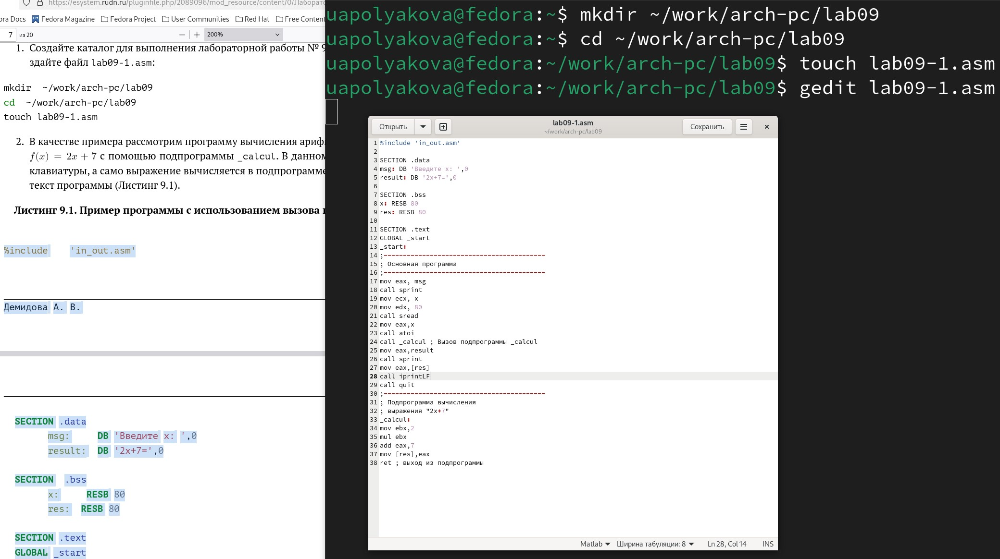 https://esystem.rudn.ru/pluginfile.php/2089096/mod_resource/content/0/Лаборато
ora Docs Fedora Magazine Fedora Project User Communities Red Hat Free Content
7 из 20 — + 200%
1. Создайте каталог для выполнения лабораторной работы № 9
здайте файл lab09-1.asm:
mkdir ~/work/arch-pc/lab09
cd ~/work/arch-pc/lab09
touch lab09-1.asm
2. В качестве примера рассмотрим программу вычисления ариф
f(x) = 2x + 7 с помощью подпрограммы _calcul. В данном
клавиатуры, а само выражение вычисляется в подпрограмме
текст программы (Листинг 9.1).
Листинг 9.1. Пример программы с использованием вызова
%include 'in_out.asm'
Демидова А. В.
SECTION .data
msg: DB 'Введите x: ',0
result: DB '2x+7=',0
SECTION .bss
x: RESB 80
res: RESB 80
SECTION .text
GLOBAL _start
uapolyakova@fedora:~$ mkdir ~/work/arch-pc/lab09
uapolyakova@fedora:~$ cd ~/work/arch-pc/lab09
uapolyakova@fedora:~/work/arch-pc/lab09$ touch lab09-1.asm
uapolyakova@fedora:~/work/arch-pc/lab09$ gedit lab09-1.asm
Открыть lab09-1.asm Сохранить
~/work/arch-pc/lab09
1 %include 'in_out.asm'
2
3 SECTION .data
4 msg: DB 'Введите x: ',0
5 result: DB '2x+7=',0
6
7 SECTION .bss
8 x: RESB 80
9 res: RESB 80
10
11 SECTION .text
12 GLOBAL _start
13 _start:
14 ;------------------------------------------
15 ; Основная программа
16 ;------------------------------------------
17 mov eax, msg
18 call sprint
19 mov ecx, x
20 mov edx, 80
21 call sread
22 mov eax,x
23 call atoi
24 call _calcul ; Вызов подпрограммы _calcul
25 mov eax,result
26 call sprint
27 mov eax,[res]
28 call iprintLF
29 call quit
30 ;------------------------------------------
31 ; Подпрограмма вычисления
32 ; выражения "2x+7"
33 _calcul:
34 mov ebx,2
35 mul ebx
36 add eax,7
37 mov [res],eax
38 ret ; выход из подпрограммы
Matlab Ширина табуляции: 8 Ln 28, Col 14 INS